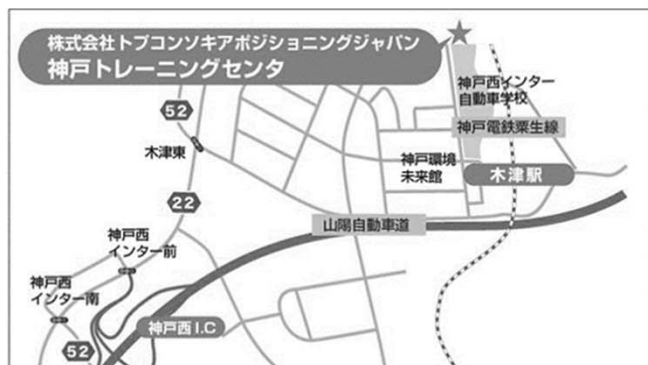 株式会社トプコンソキアポジショニングジャパン
神戸トレーニングセンタ
52
神戸西インター
自動車学校
神戸電鉄粟生線
木津東
神戸環境
未来館
木津駅
22
山陽自動車道
神戸西
インター前
神戸西
インター南
神戸西I.C
52